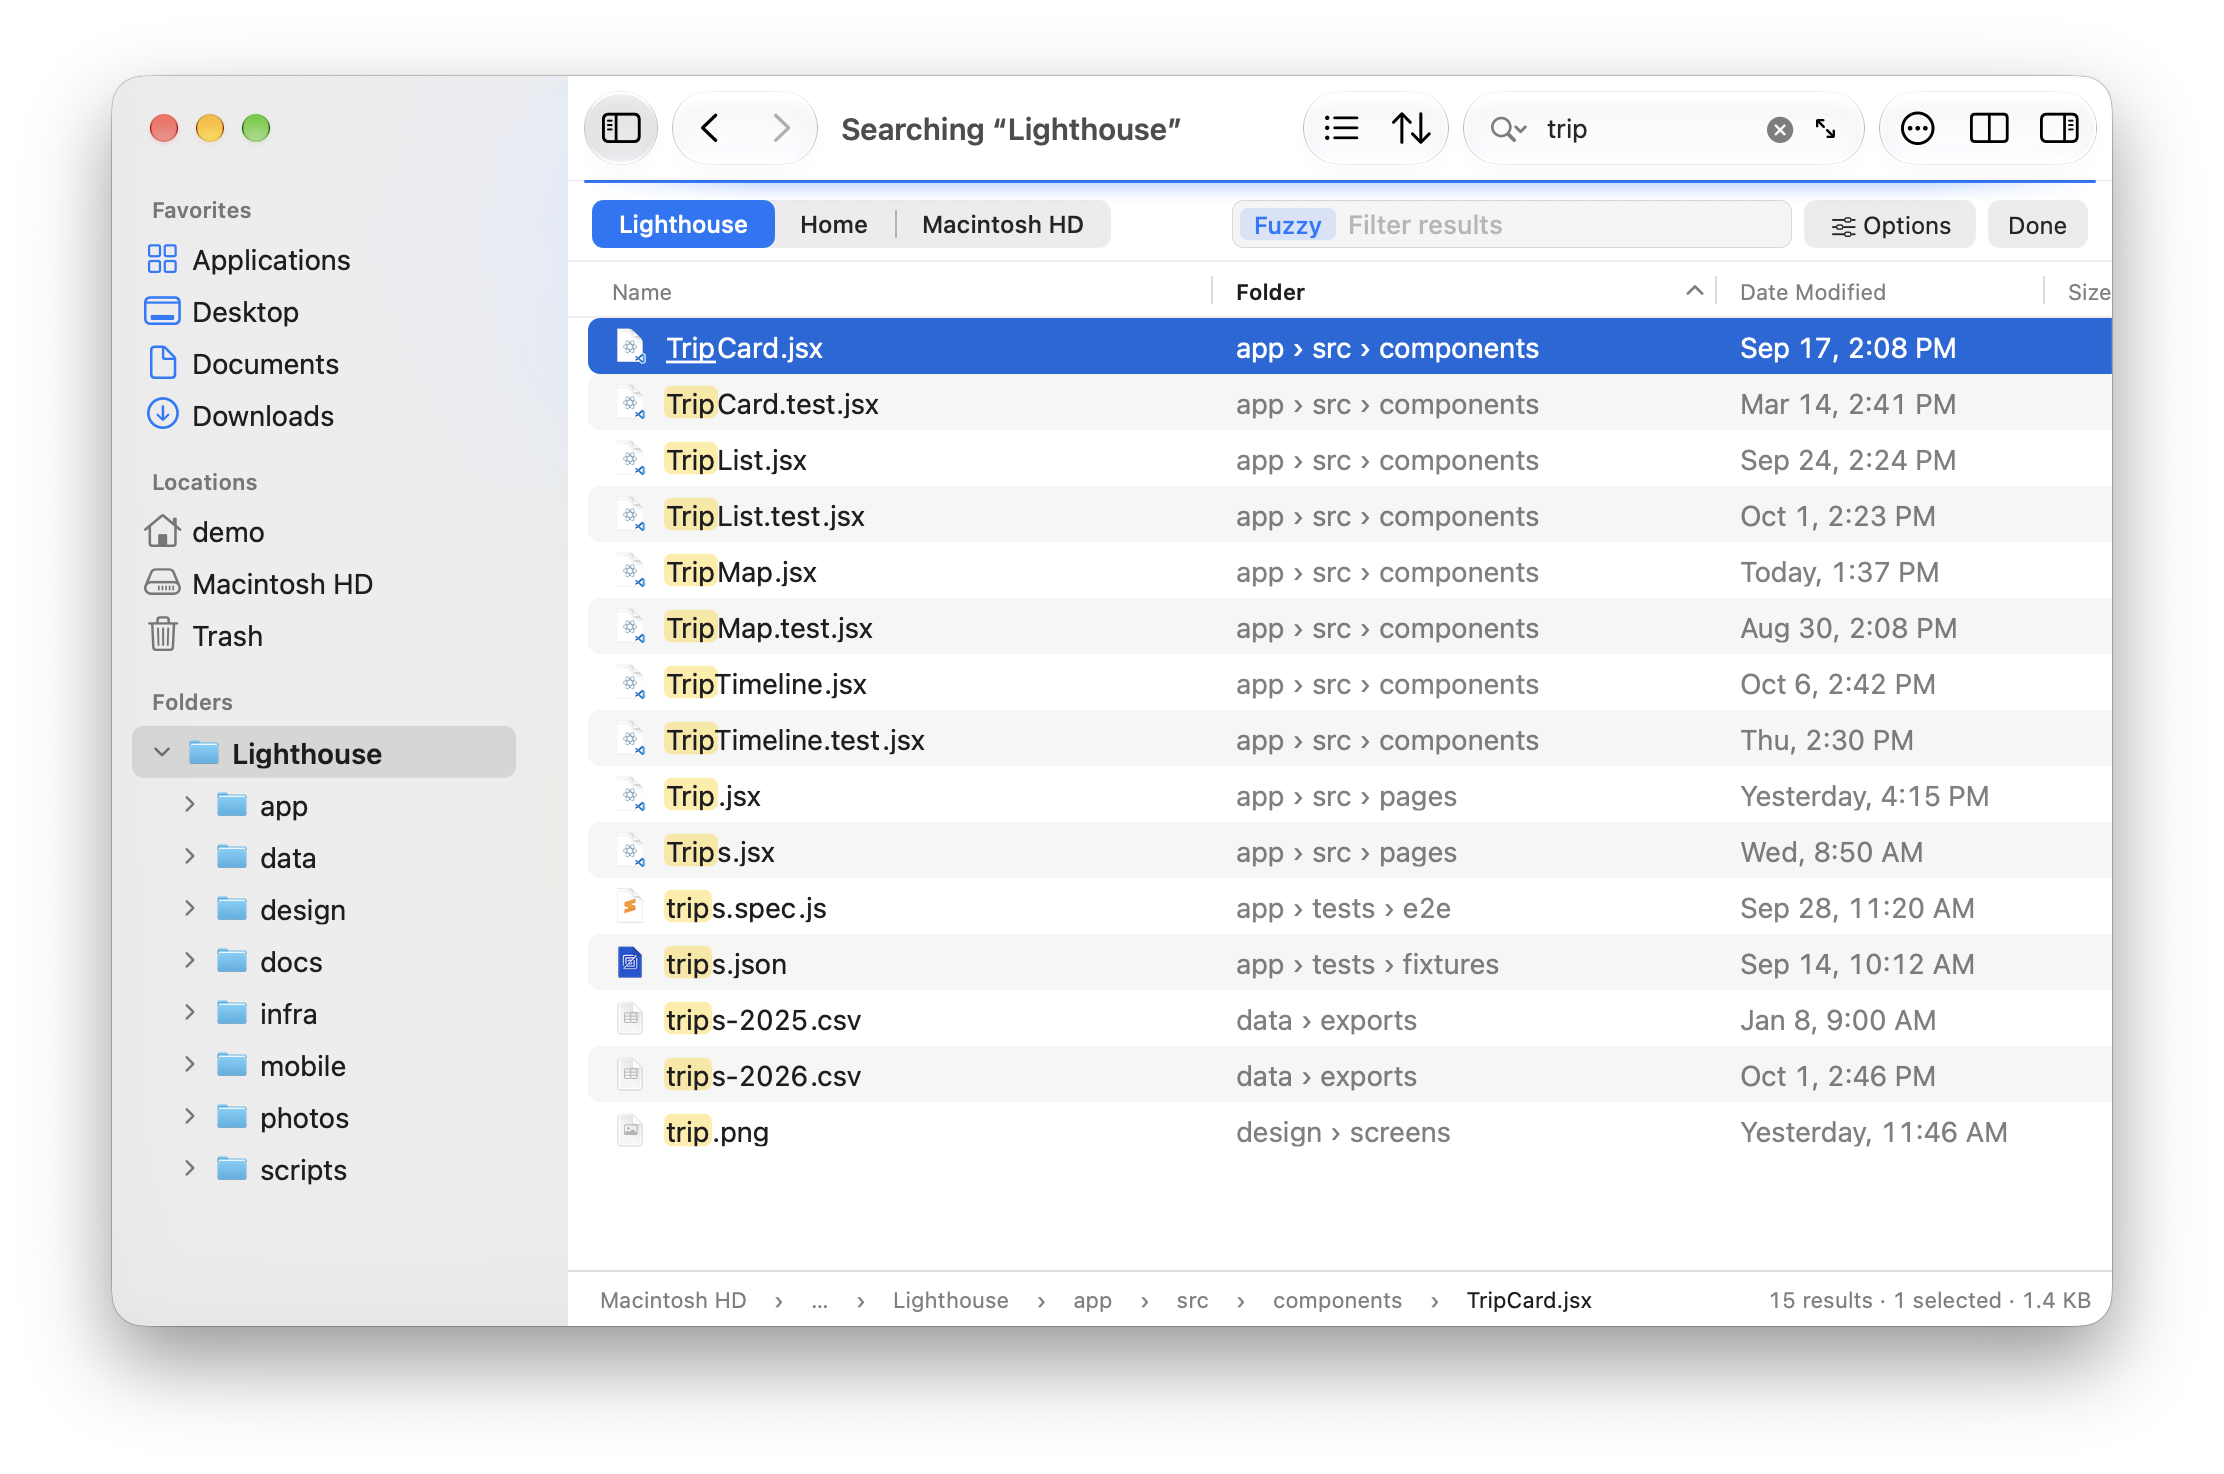 Searching “Lighthouse”
trip
Favorites
Applications
Desktop
Documents
Downloads
Locations
demo
Macintosh HD
Trash
Folders
Lighthouse
app
data
design
docs
infra
mobile
photos
scripts
Lighthouse Home Macintosh HD Fuzzy Filter results Options Done
Name Folder Date Modified Size
TripCard.jsx app › src › components Sep 17, 2:08 PM
TripCard.test.jsx app › src › components Mar 14, 2:41 PM
TripList.jsx app › src › components Sep 24, 2:24 PM
TripList.test.jsx app › src › components Oct 1, 2:23 PM
TripMap.jsx app › src › components Today, 1:37 PM
TripMap.test.jsx app › src › components Aug 30, 2:08 PM
TripTimeline.jsx app › src › components Oct 6, 2:42 PM
TripTimeline.test.jsx app › src › components Thu, 2:30 PM
Trip.jsx app › src › pages Yesterday, 4:15 PM
Trips.jsx app › src › pages Wed, 8:50 AM
trips.spec.js app › tests › e2e Sep 28, 11:20 AM
trips.json app › tests › fixtures Sep 14, 10:12 AM
trips-2025.csv data › exports Jan 8, 9:00 AM
trips-2026.csv data › exports Oct 1, 2:46 PM
trip.png design › screens Yesterday, 11:46 AM
Macintosh HD › ... › Lighthouse › app › src › components › TripCard.jsx 15 results · 1 selected · 1.4 KB